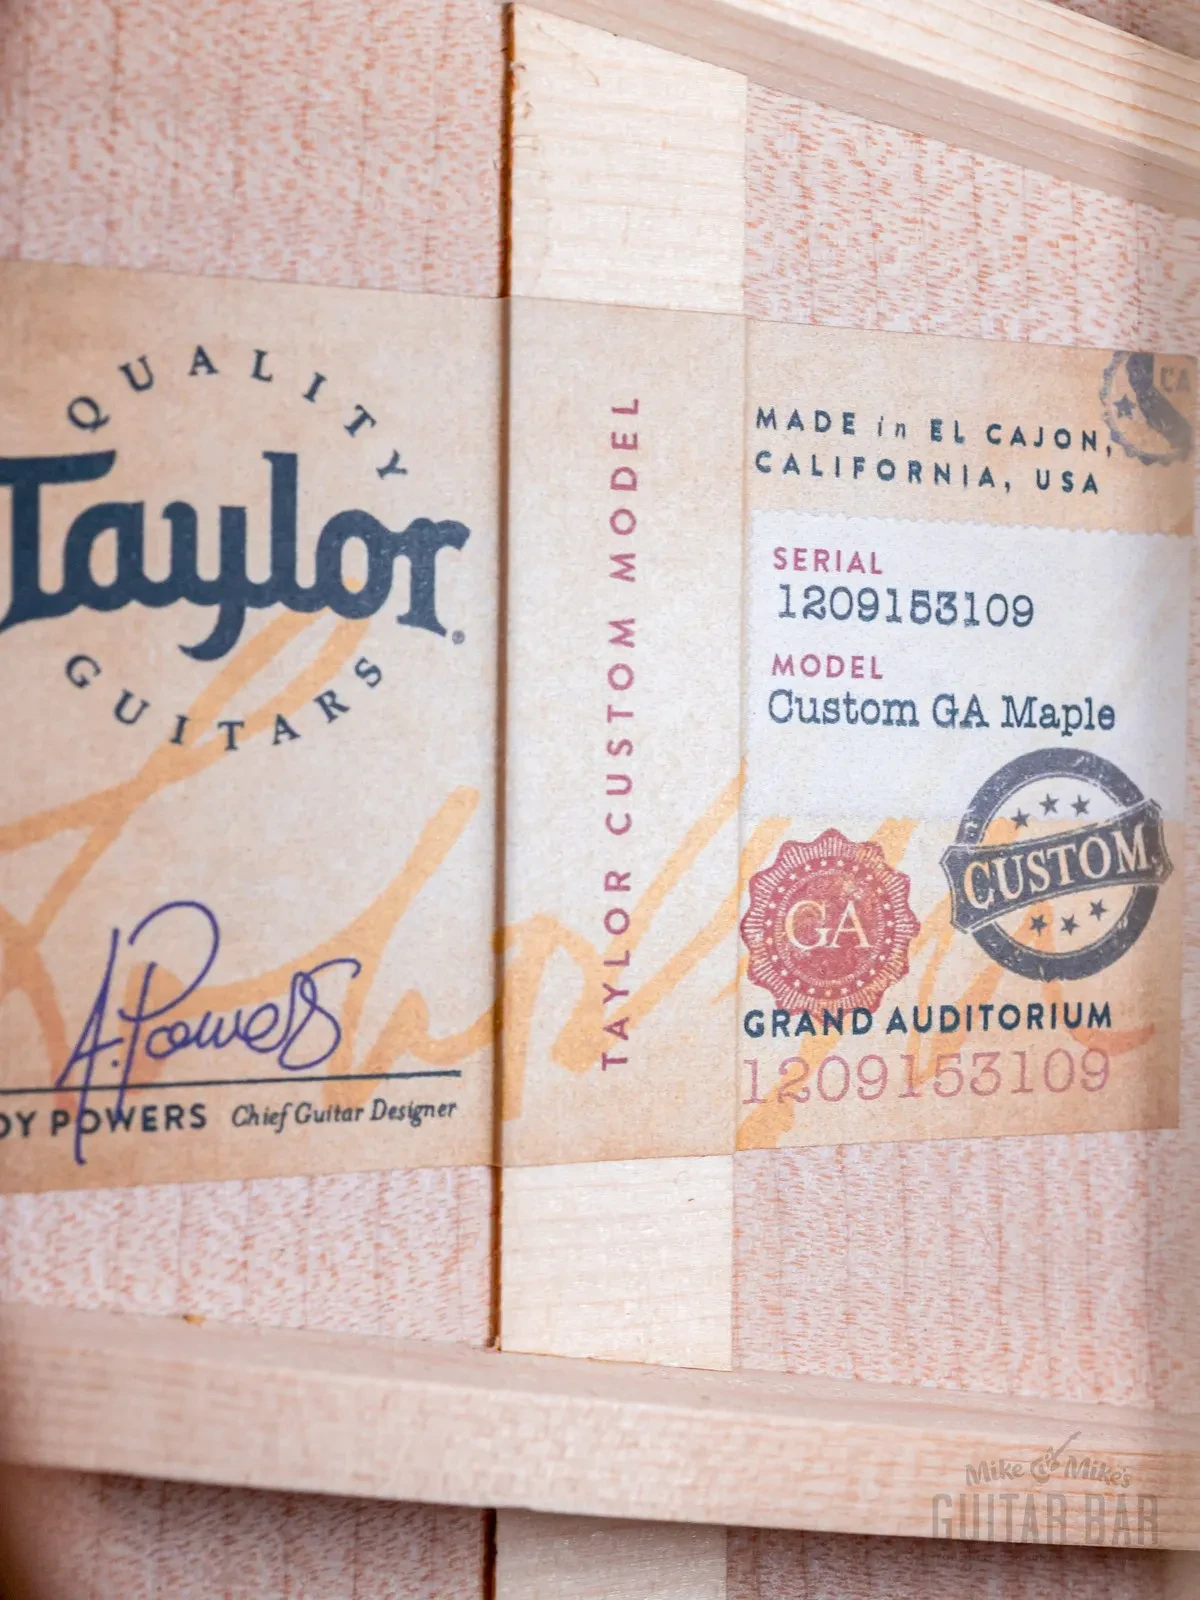 QUALITY
Taylor®
GUITARS
A. Powers
DY POWERS Chief Guitar Designer
TAYLOR CUSTOM MODEL
CA
MADE in EL CAJON,
CALIFORNIA, USA
SERIAL
1209153109
MODEL
Custom GA Maple
CUSTOM
GA
GRAND AUDITORIUM
1209153109
Mike & Mike's
GUITAR BAR